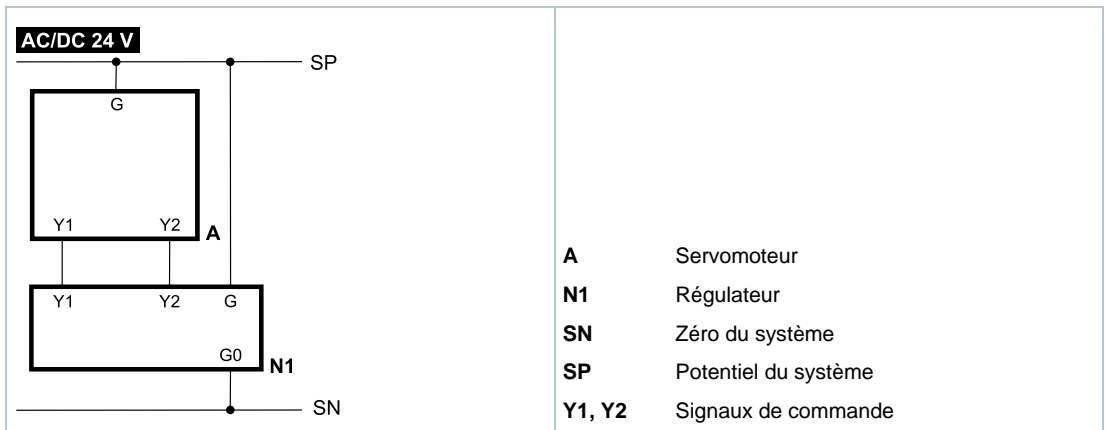 AC/DC 24 V
SP
G
Y1 Y2
A
Y1 Y2 G
G0
N1
SN
A Servomoteur
N1 Régulateur
SN Zéro du système
SP Potentiel du système
Y1, Y2 Signaux de commande